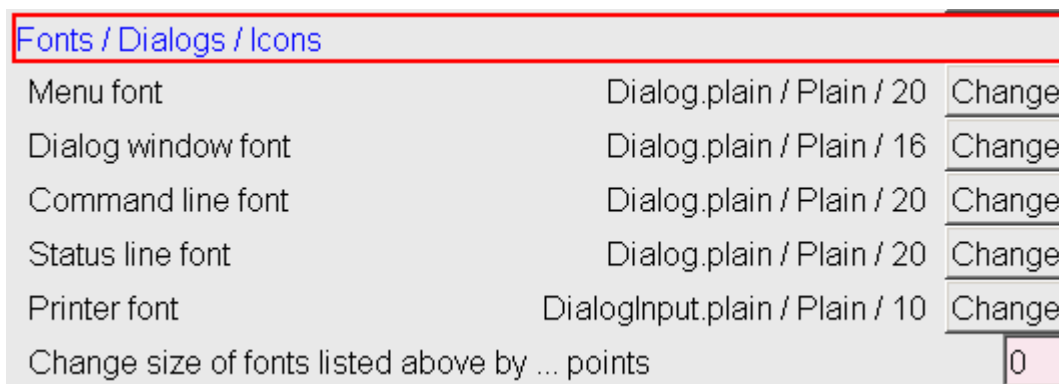 Fonts / Dialogs / Icons
Menu font Dialog.plain / Plain / 20 Change
Dialog window font Dialog.plain / Plain / 16 Change
Command line font Dialog.plain / Plain / 20 Change
Status line font Dialog.plain / Plain / 20 Change
Printer font DialogInput.plain / Plain / 10 Change
Change size of fonts listed above by ... points 0